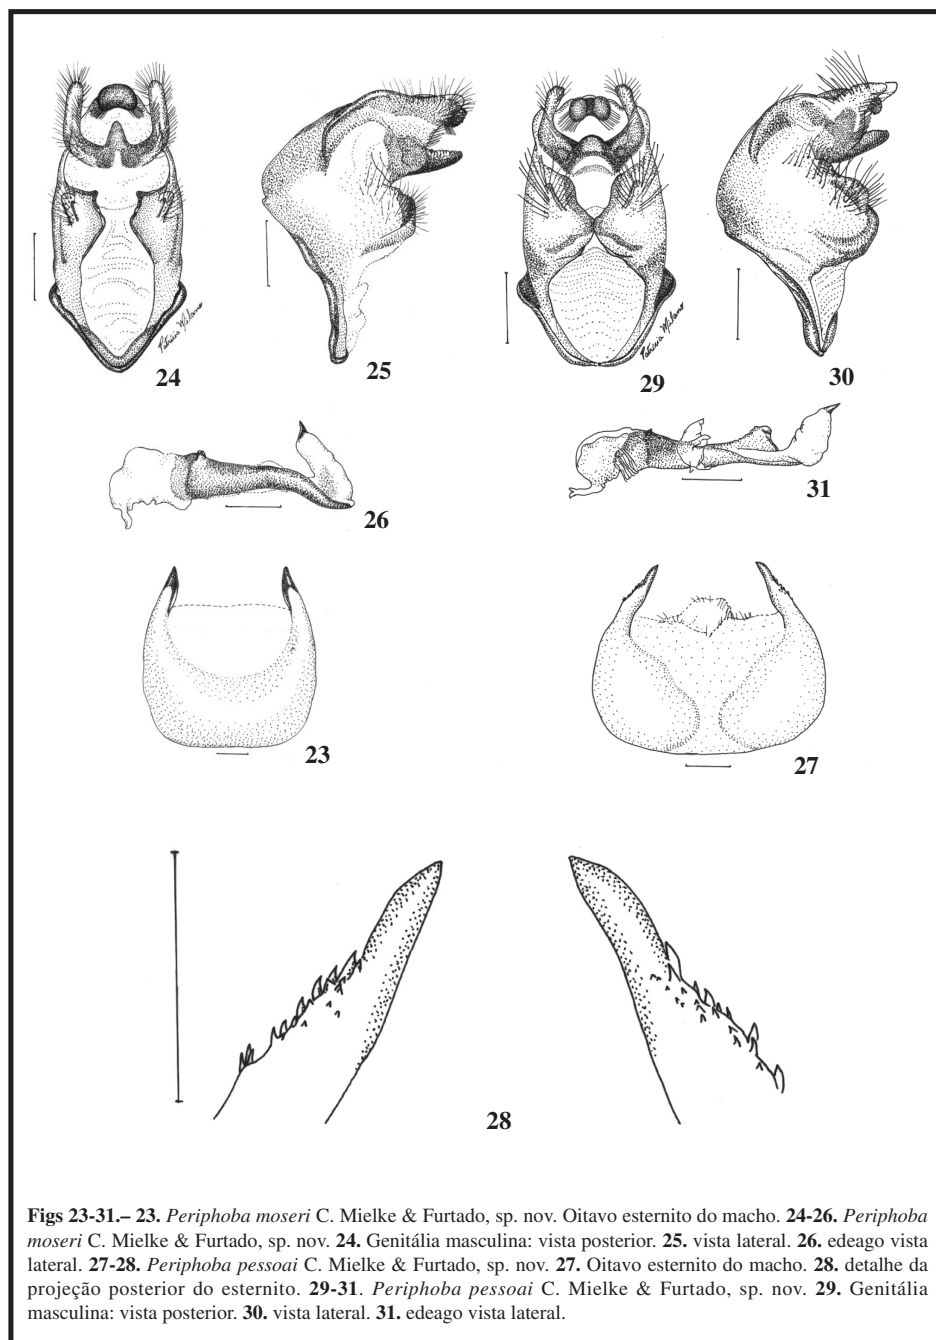 24
25
29
30
26
31
23
27
28
Figs 23-31.– 23. Periphoba moseri C. Mielke & Furtado, sp. nov. Oitavo esternito do macho. 24-26. Periphoba
moseri C. Mielke & Furtado, sp. nov. 24. Genitália masculina: vista posterior. 25. vista lateral. 26. edeago vista
lateral. 27-28. Periphoba pessoai C. Mielke & Furtado, sp. nov. 27. Oitavo esternito do macho. 28. detalhe da
projeção posterior do esternito. 29-31. Periphoba pessoai C. Mielke & Furtado, sp. nov. 29. Genitália
masculina: vista posterior. 30. vista lateral. 31. edeago vista lateral.